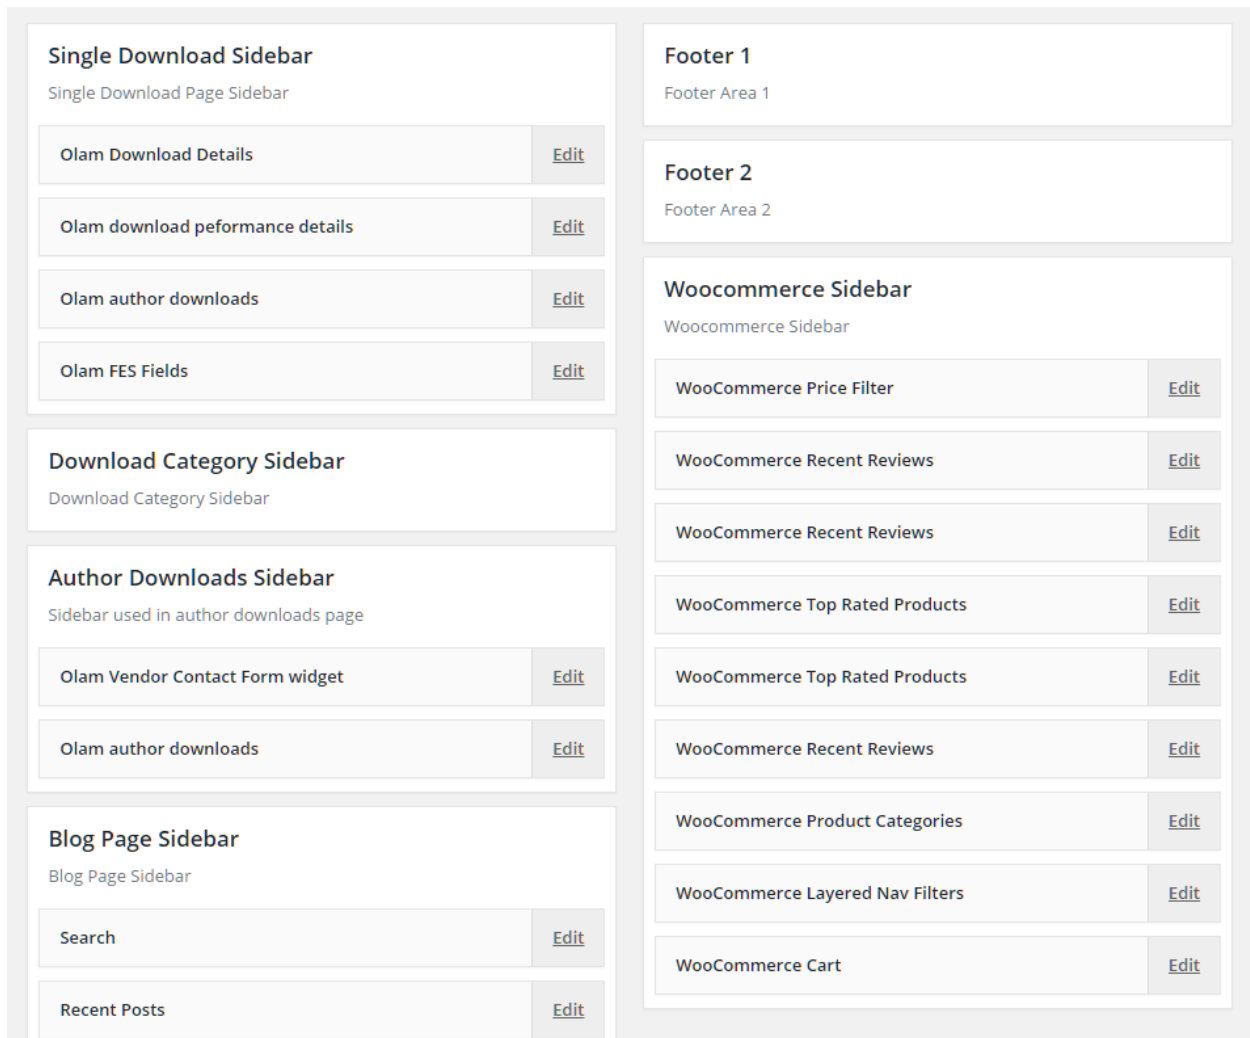 Single Download Sidebar
Single Download Page Sidebar
Olam Download Details Edit
Olam download peformance details Edit
Olam author downloads Edit
Olam FES Fields Edit
Download Category Sidebar
Download Category Sidebar
Author Downloads Sidebar
Sidebar used in author downloads page
Olam Vendor Contact Form widget Edit
Olam author downloads Edit
Blog Page Sidebar
Blog Page Sidebar
Search Edit
Recent Posts Edit
Footer 1
Footer Area 1
Footer 2
Footer Area 2
Woocommerce Sidebar
Woocommerce Sidebar
WooCommerce Price Filter Edit
WooCommerce Recent Reviews Edit
WooCommerce Recent Reviews Edit
WooCommerce Top Rated Products Edit
WooCommerce Top Rated Products Edit
WooCommerce Recent Reviews Edit
WooCommerce Product Categories Edit
WooCommerce Layered Nav Filters Edit
WooCommerce Cart Edit